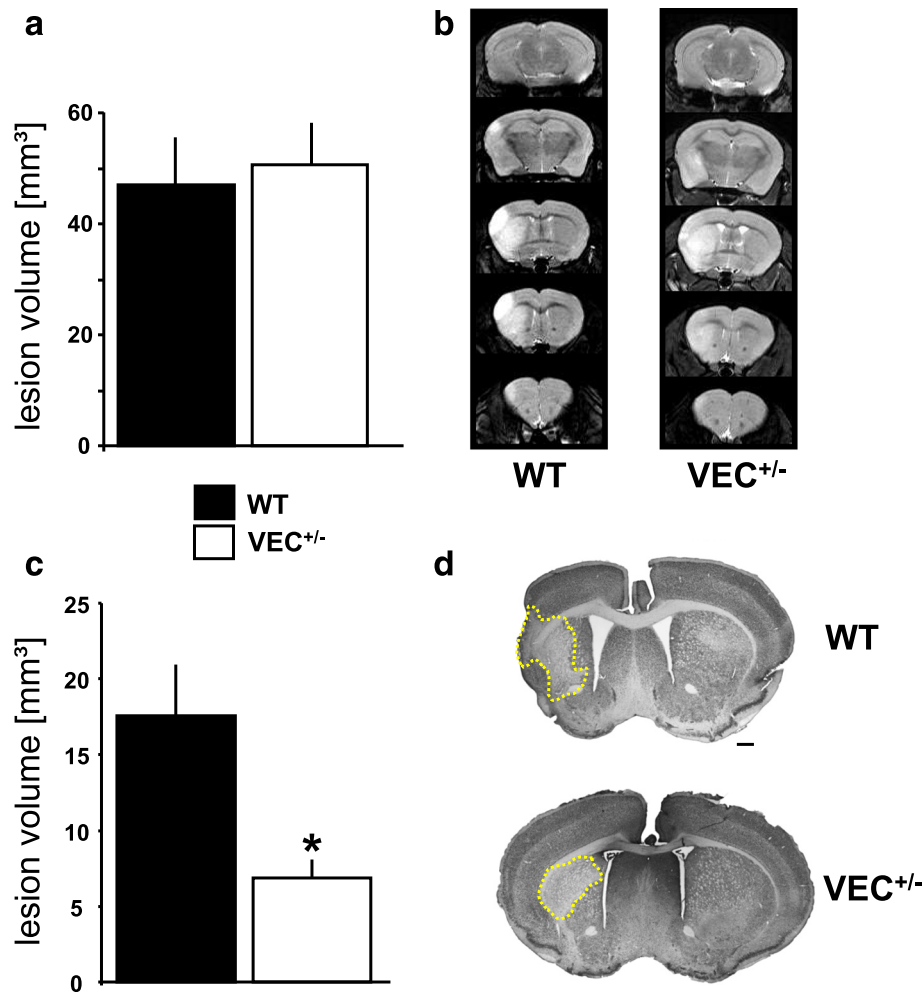 a
lesion volume [mm³]
60
40
20
0
b
WT
VEC+/-
WT
VEC+/-
c
lesion volume [mm³]
25
20
15
10
5
0
*
d
WT
VEC+/-